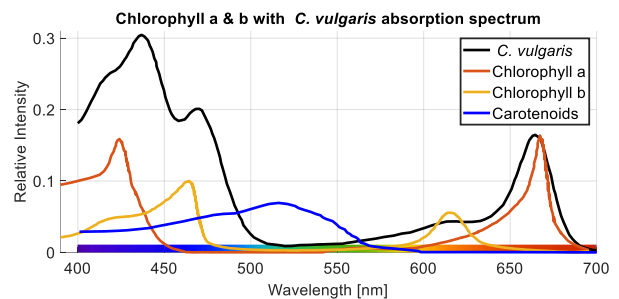 Chlorophyll a & b with C. vulgaris absorption spectrum
Relative Intensity
0.3
0.2
0.1
0
C. vulgaris
Chlorophyll a
Chlorophyll b
Carotenoids
400 450 500 550 600 650 700
Wavelength [nm]